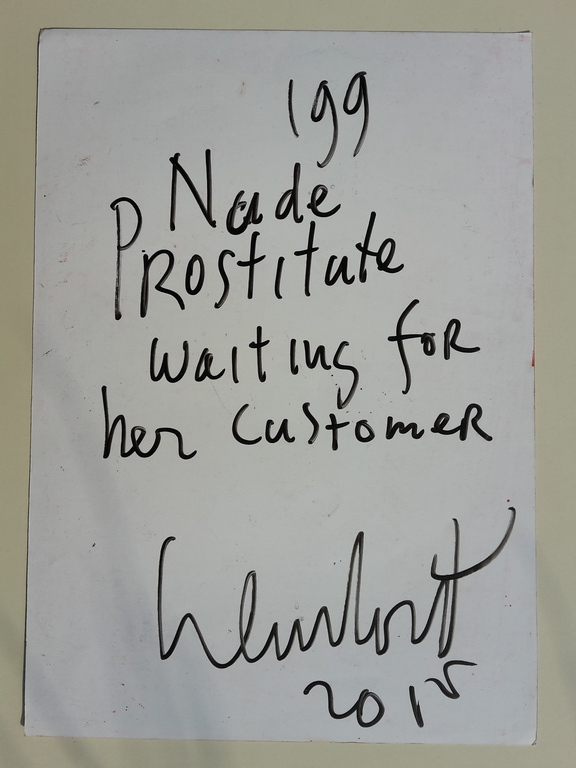 199
Nude
PROStitute
waiting foR
her CuStomeR
2015